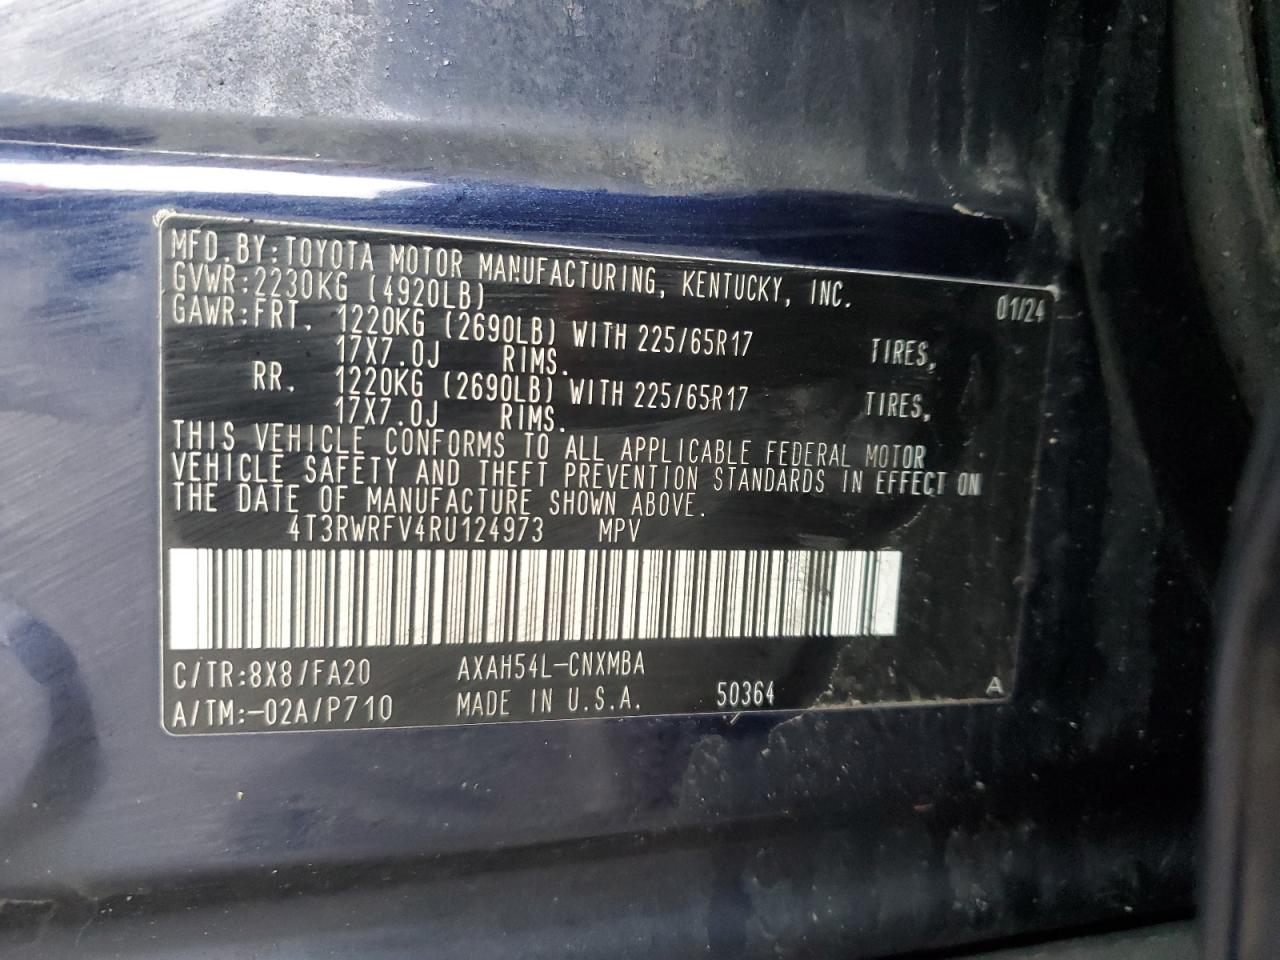 MFD.BY:TOYOTA MOTOR MANUFACTURING, KENTUCKY, INC.
01/24
GVWR:2230KG (4920LB)
GAWR:FRT. 1220KG (2690LB) WITH 225/65R17 TIRES,
17X7.0J RIMS.
RR. 1220KG (2690LB) WITH 225/65R17 TIRES,
17X7.0J RIMS.
THIS VEHICLE CONFORMS TO ALL APPLICABLE FEDERAL MOTOR
VEHICLE SAFETY AND THEFT PREVENTION STANDARDS IN EFFECT ON
THE DATE OF MANUFACTURE SHOWN ABOVE.
4T3RWRFV4RU124973 MPV
C/TR:8X8/FA20 AXAH54L-CNXMBA
A/TM:-02A/P710 MADE IN U.S.A. 50364 A